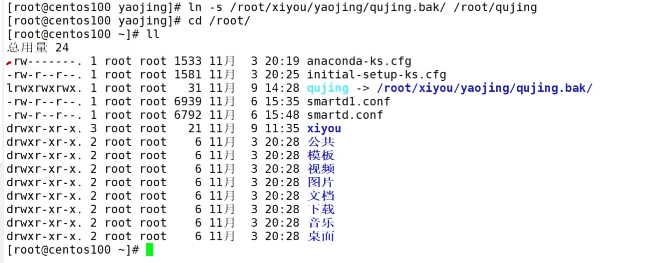 [root@centos100 yaojing]# ln -s /root/xiyou/yaojing/qujing.bak/ /root/qujing
[root@centos100 yaojing]# cd /root/
[root@centos100 ~]# ll
总用量 24
-rw-------. 1 root root 1533 11月  3 20:19 anaconda-ks.cfg
-rw-r--r--. 1 root root 1581 11月  3 20:25 initial-setup-ks.cfg
lrwxrwxrwx. 1 root root   31 11月  9 14:28 qujing -> /root/xiyou/yaojing/qujing.bak/
-rw-r--r--. 1 root root 6939 11月  6 15:35 smartd1.conf
-rw-r--r--. 1 root root 6792 11月  6 15:48 smartd.conf
drwxr-xr-x. 3 root root   21 11月  9 11:35 xiyou
drwxr-xr-x. 2 root root    6 11月  3 20:28 公共
drwxr-xr-x. 2 root root    6 11月  3 20:28 模板
drwxr-xr-x. 2 root root    6 11月  3 20:28 视频
drwxr-xr-x. 2 root root    6 11月  3 20:28 图片
drwxr-xr-x. 2 root root    6 11月  3 20:28 文档
drwxr-xr-x. 2 root root    6 11月  3 20:28 下载
drwxr-xr-x. 2 root root    6 11月  3 20:28 音乐
drwxr-xr-x. 2 root root    6 11月  3 20:28 桌面
[root@centos100 ~]#